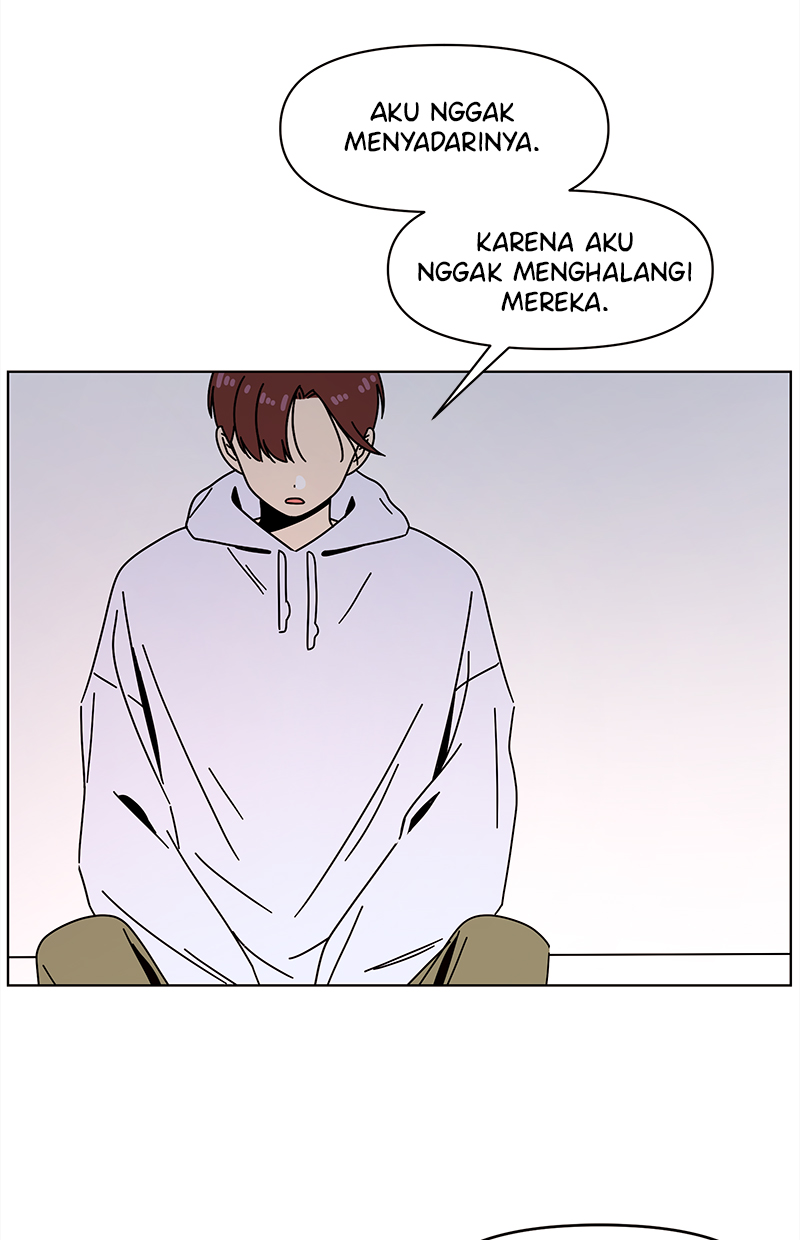 AKU NGGAK
MENYADARINYA.
KARENA AKU
NGGAK MENGHALANGI
MEREKA.